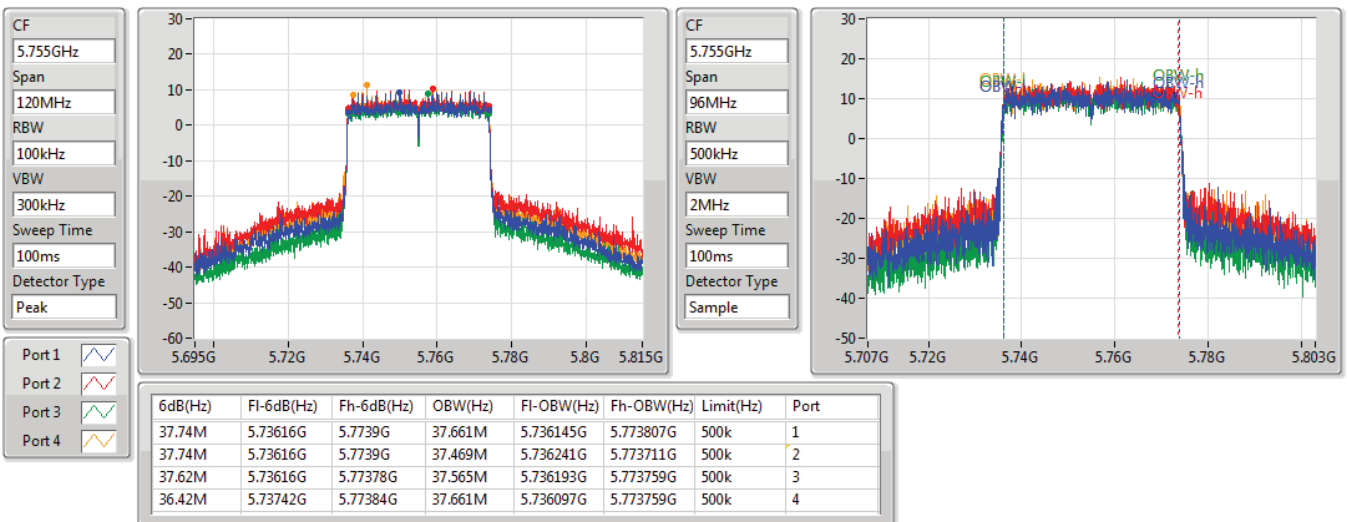 CF
5.755GHz
Span
120MHz
RBW
100kHz
VBW
300kHz
Sweep Time
100ms
Detector Type
Peak
30
20
10
0
-10
-20
-30
-40
-50
-60
5.695G 5.72G 5.74G 5.76G 5.78G 5.8G 5.815G
CF
5.755GHz
Span
96MHz
RBW
500kHz
VBW
2MHz
Sweep Time
100ms
Detector Type
Sample
30
20
10
0
-10
-20
-30
-40
-50
OBW-h
OBW-h
5.707G 5.72G 5.74G 5.76G 5.78G 5.803G
Port 1
Port 2
Port 3
Port 4
6dB(Hz) Fl-6dB(Hz) Fh-6dB(Hz) OBW(Hz) Fl-OBW(Hz) Fh-OBW(Hz) Limit(Hz) Port
37.74M 5.73616G 5.7739G 37.661M 5.736145G 5.773807G 500k 1
37.74M 5.73616G 5.7739G 37.469M 5.736241G 5.773711G 500k 2
37.62M 5.73616G 5.77378G 37.565M 5.736193G 5.773759G 500k 3
36.42M 5.73742G 5.77384G 37.661M 5.736097G 5.773759G 500k 4